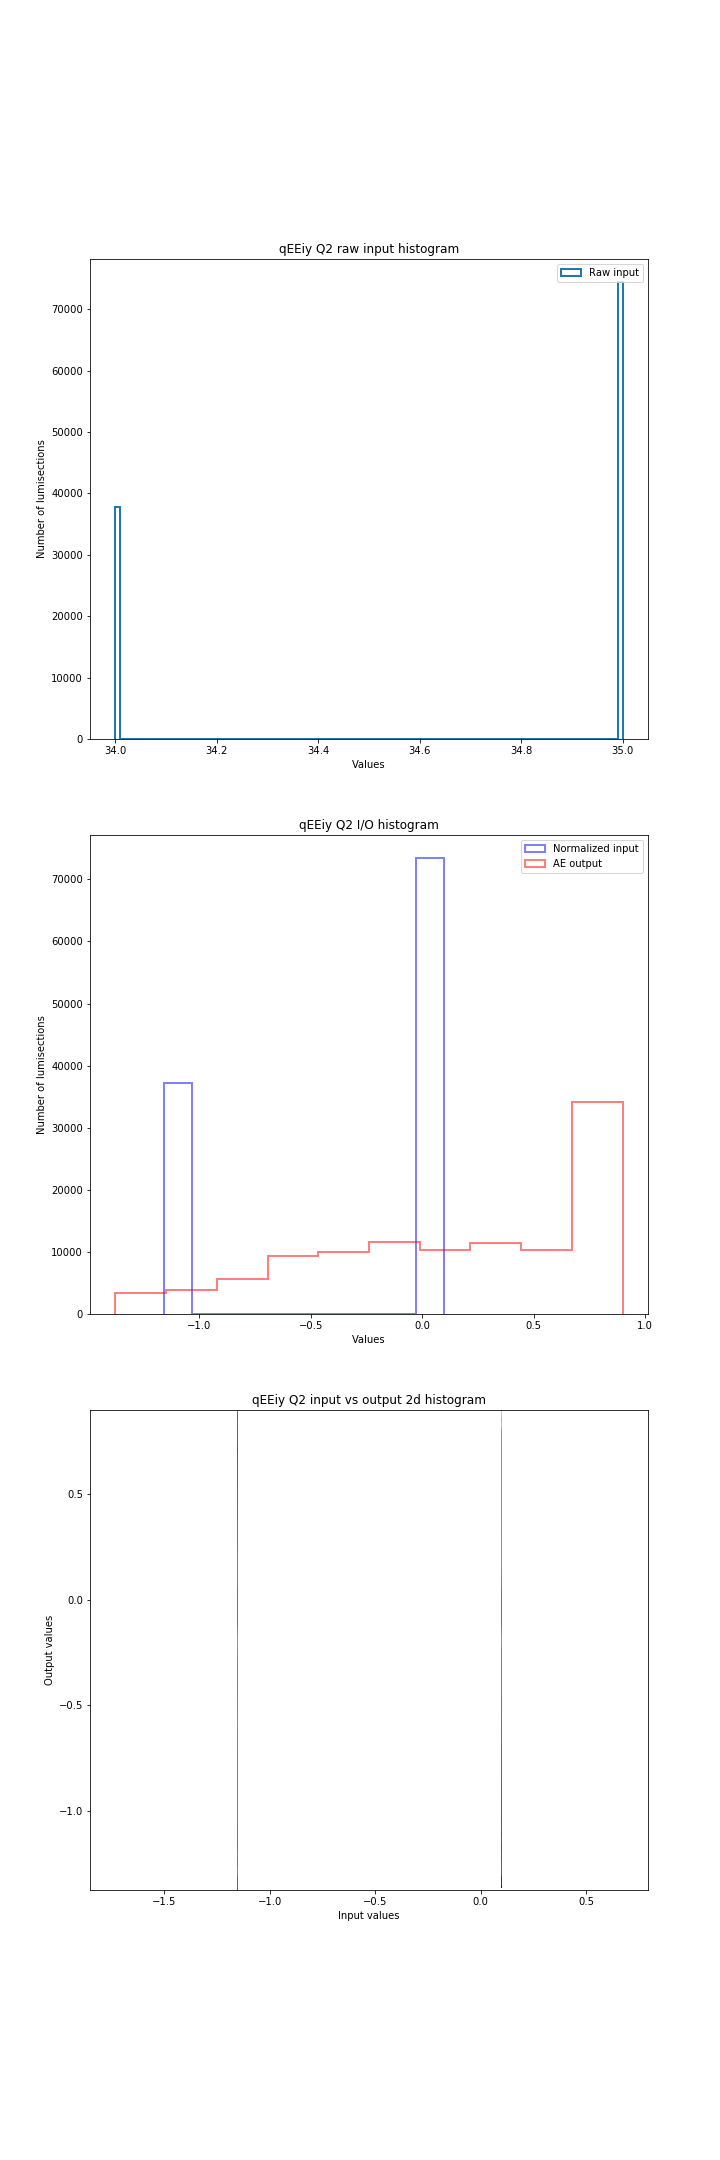 qEEiy Q2 raw input histogram
Raw input
70000
60000
50000
40000
30000
20000
10000
0
Number of lumisections
34.0 34.2 34.4 34.6 34.8 35.0
Values
qEEiy Q2 I/O histogram
Normalized input
AE output
70000
60000
50000
40000
30000
20000
10000
0
Number of lumisections
−1.0 −0.5 0.0 0.5 1.0
Values
qEEiy Q2 input vs output 2d histogram
0.5
0.0
−0.5
−1.0
Output values
−1.5 −1.0 −0.5 0.0 0.5
Input values